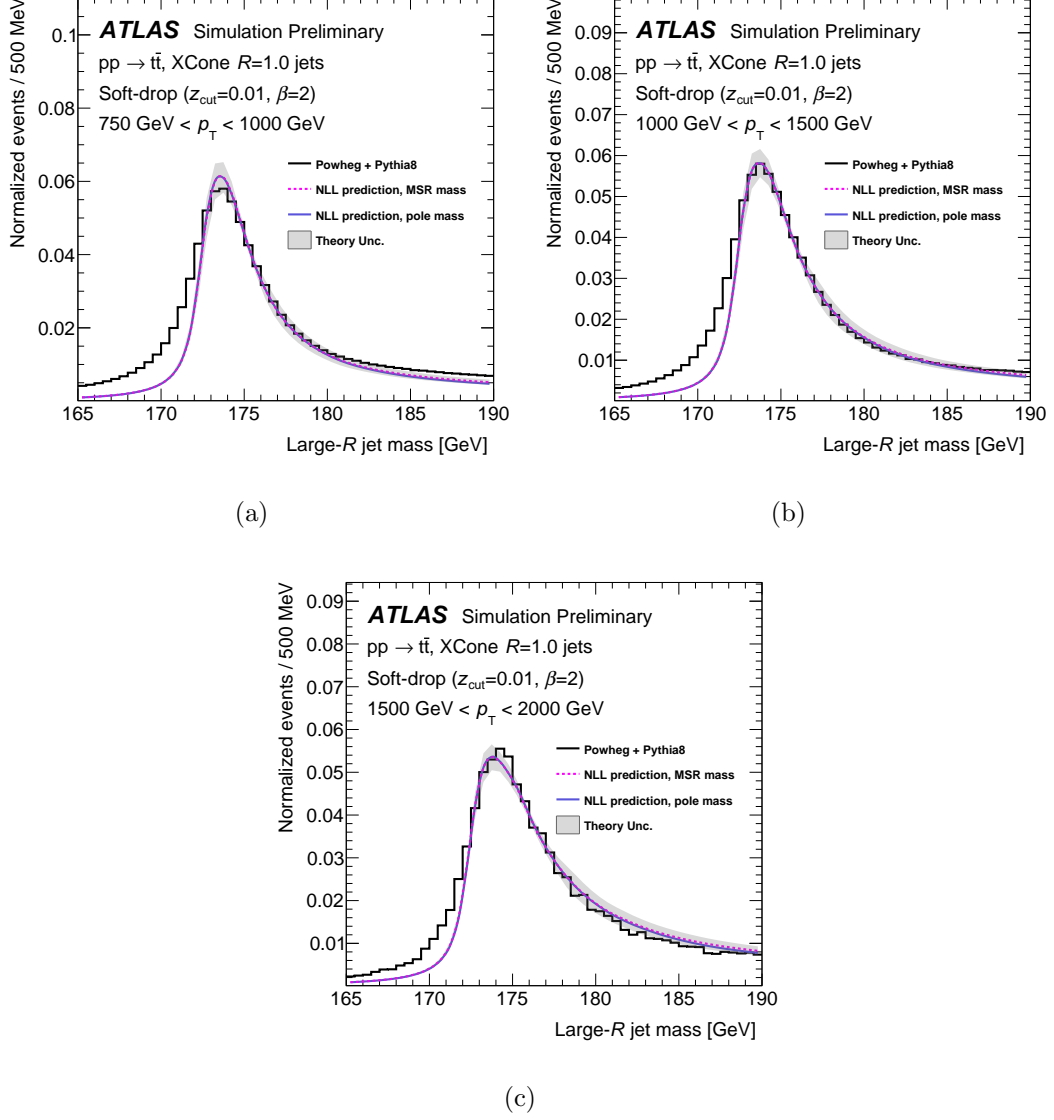 Normalized events / 500 MeV
0.1
0.08
0.06
0.04
0.02
ATLAS Simulation Preliminary
pp → tt̄, XCone R=1.0 jets
Soft-drop (z_cut=0.01, β=2)
750 GeV < p_T < 1000 GeV
Powheg + Pythia8
NLL prediction, MSR mass
NLL prediction, pole mass
Theory Unc.
165 170 175 180 185 190
Large-R jet mass [GeV]
(a)
Normalized events / 500 MeV
0.09
0.08
0.07
0.06
0.05
0.04
0.03
0.02
0.01
ATLAS Simulation Preliminary
pp → tt̄, XCone R=1.0 jets
Soft-drop (z_cut=0.01, β=2)
1000 GeV < p_T < 1500 GeV
Powheg + Pythia8
NLL prediction, MSR mass
NLL prediction, pole mass
Theory Unc.
165 170 175 180 185 190
Large-R jet mass [GeV]
(b)
Normalized events / 500 MeV
0.09
0.08
0.07
0.06
0.05
0.04
0.03
0.02
0.01
ATLAS Simulation Preliminary
pp → tt̄, XCone R=1.0 jets
Soft-drop (z_cut=0.01, β=2)
1500 GeV < p_T < 2000 GeV
Powheg + Pythia8
NLL prediction, MSR mass
NLL prediction, pole mass
Theory Unc.
165 170 175 180 185 190
Large-R jet mass [GeV]
(c)